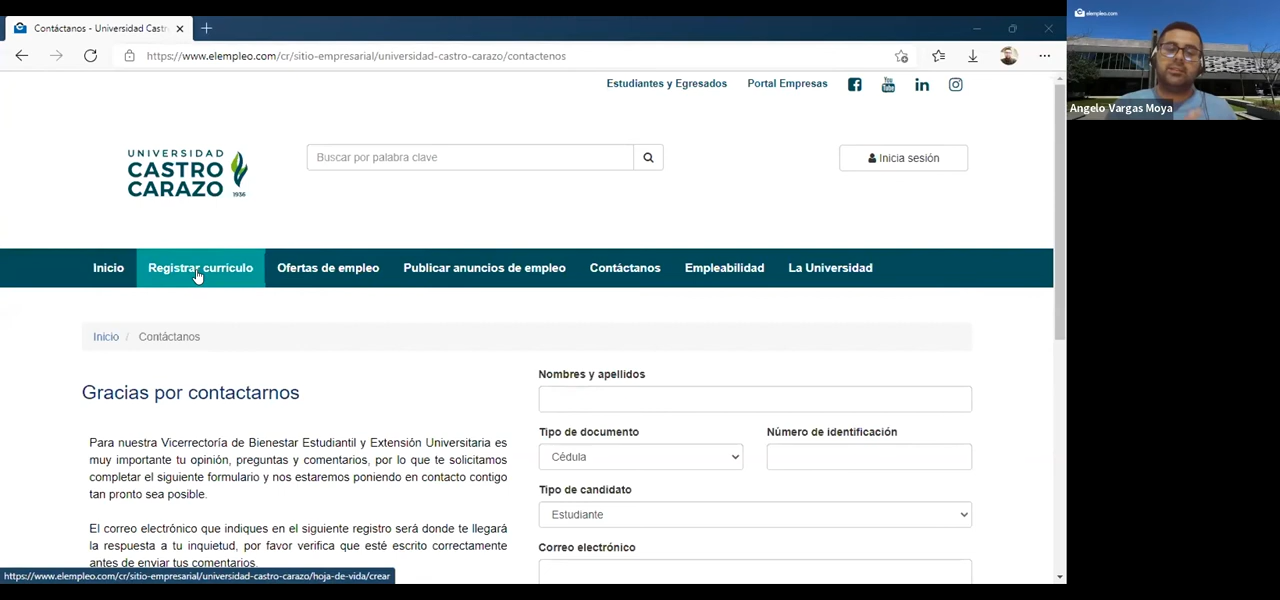 Contáctanos - Universidad Castr
https://www.elempleo.com/cr/sitio-empresarial/universidad-castro-carazo/contactenos
elempleo.com
Angelo Vargas Moya
Estudiantes y Egresados
Portal Empresas
You
Tube
in
UNIVERSIDAD
CASTRO
CARAZO
1936
Buscar por palabra clave
Inicia sesión
Inicio
Registrar currículo
Ofertas de empleo
Publicar anuncios de empleo
Contáctanos
Empleabilidad
La Universidad
Inicio / Contáctanos
Gracias por contactarnos
Para nuestra Vicerrectoría de Bienestar Estudiantil y Extensión Universitaria es
muy importante tu opinión, preguntas y comentarios, por lo que te solicitamos
completar el siguiente formulario y nos estaremos poniendo en contacto contigo
tan pronto sea posible.
El correo electrónico que indiques en el siguiente registro será donde te llegará
la respuesta a tu inquietud, por favor verifica que esté escrito correctamente
antes de enviar tus comentarios.
Nombres y apellidos
Tipo de documento
Número de identificación
Cédula
Tipo de candidato
Estudiante
Correo electrónico
https://www.elempleo.com/cr/sitio-empresarial/universidad-castro-carazo/hoja-de-vida/crear